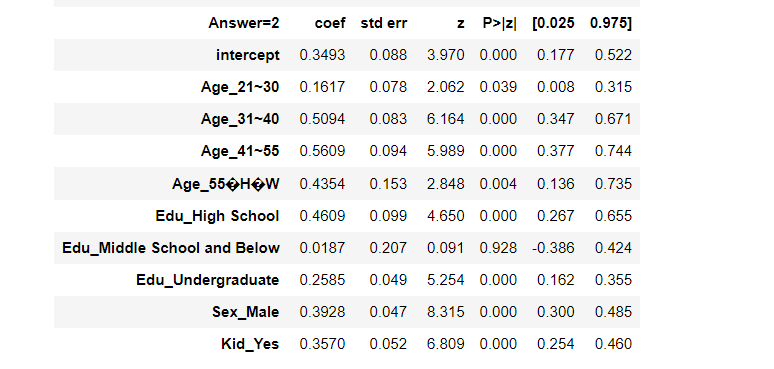 Answer=2 coef std err z P>|z| [0.025 0.975]
intercept 0.3493 0.088 3.970 0.000 0.177 0.522
Age_21~30 0.1617 0.078 2.062 0.039 0.008 0.315
Age_31~40 0.5094 0.083 6.164 0.000 0.347 0.671
Age_41~55 0.5609 0.094 5.989 0.000 0.377 0.744
Age_55�H�W 0.4354 0.153 2.848 0.004 0.136 0.735
Edu_High School 0.4609 0.099 4.650 0.000 0.267 0.655
Edu_Middle School and Below 0.0187 0.207 0.091 0.928 -0.386 0.424
Edu_Undergraduate 0.2585 0.049 5.254 0.000 0.162 0.355
Sex_Male 0.3928 0.047 8.315 0.000 0.300 0.485
Kid_Yes 0.3570 0.052 6.809 0.000 0.254 0.460